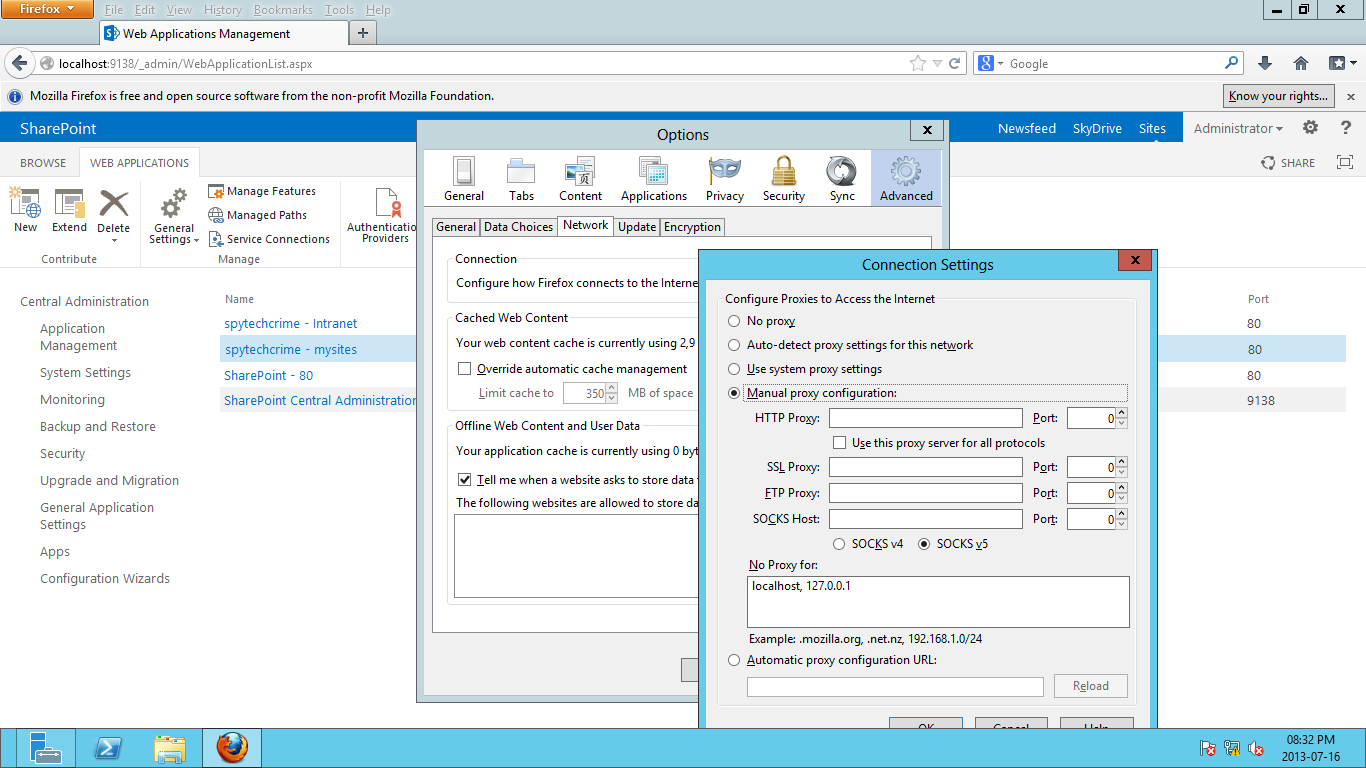 Firefox
File Edit View History Bookmarks Tools Help
Web Applications Management
localhost:9138/_admin/WebApplicationList.aspx
Google
Mozilla Firefox is free and open source software from the non-profit Mozilla Foundation.
Know your rights...
SharePoint
Newsfeed SkyDrive Sites Administrator
BROWSE WEB APPLICATIONS
SHARE
New
Extend
Delete
General Settings
Manage Features
Managed Paths
Service Connections
Authentication
Providers
Contribute
Manage
Central Administration
Application
Management
System Settings
Monitoring
Backup and Restore
Security
Upgrade and Migration
General Application
Settings
Apps
Configuration Wizards
Name
Port
spytechcrime - Intranet
80
spytechcrime - mysites
80
SharePoint - 80
80
SharePoint Central Administration
9138
Options
General Tabs Content Applications Privacy Security Sync Advanced
General Data Choices Network Update Encryption
Connection
Configure how Firefox connects to the Interne
Cached Web Content
Your web content cache is currently using 2,9
Override automatic cache management
Limit cache to 350 MB of space
Offline Web Content and User Data
Your application cache is currently using 0 byt
Tell me when a website asks to store data
The following websites are allowed to store da
Connection Settings
Configure Proxies to Access the Internet
No proxy
Auto-detect proxy settings for this network
Use system proxy settings
Manual proxy configuration:
HTTP Proxy: Port: 0
Use this proxy server for all protocols
SSL Proxy: Port: 0
FTP Proxy: Port: 0
SOCKS Host: Port: 0
SOCKS v4 SOCKS v5
No Proxy for:
localhost, 127.0.0.1
Example: .mozilla.org, .net.nz, 192.168.1.0/24
Automatic proxy configuration URL:
Reload
OK Cancel Help
08:32 PM
2013-07-16